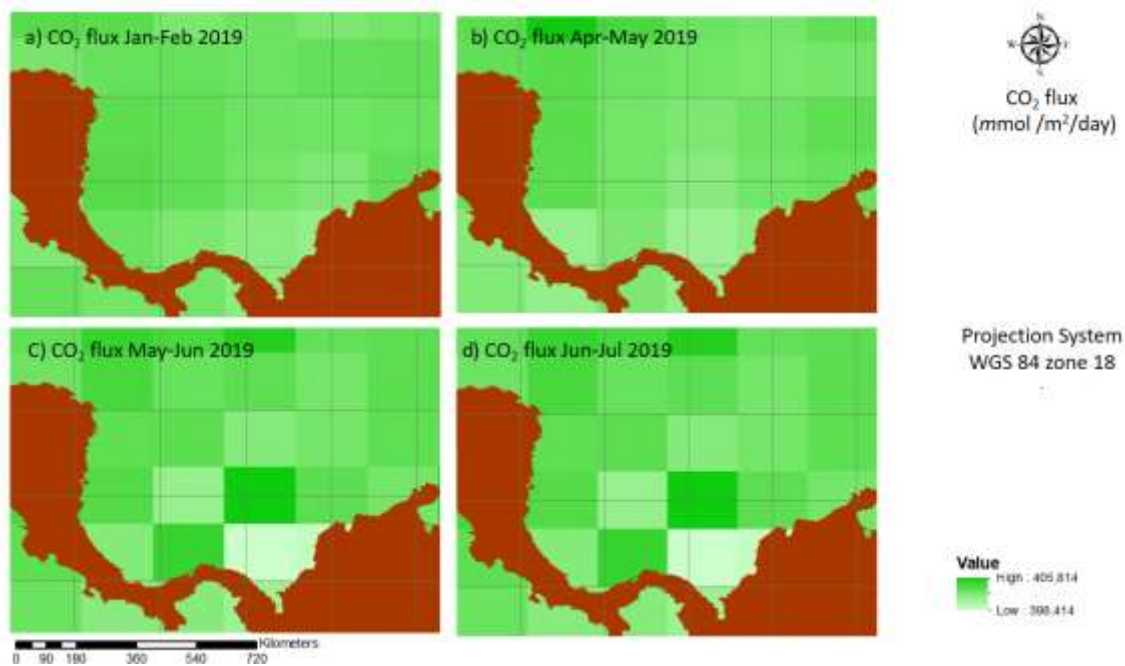 a) CO₂ flux Jan-Feb 2019
b) CO₂ flux Apr-May 2019
N
W E
S
CO₂ flux
(mmol /m²/day)
c) CO₂ flux May-Jun 2019
d) CO₂ flux Jun-Jul 2019
Projection System
WGS 84 zone 18
Value
High : 405.814
Low : 398.414
Kilometers
0 90 180 360 540 720